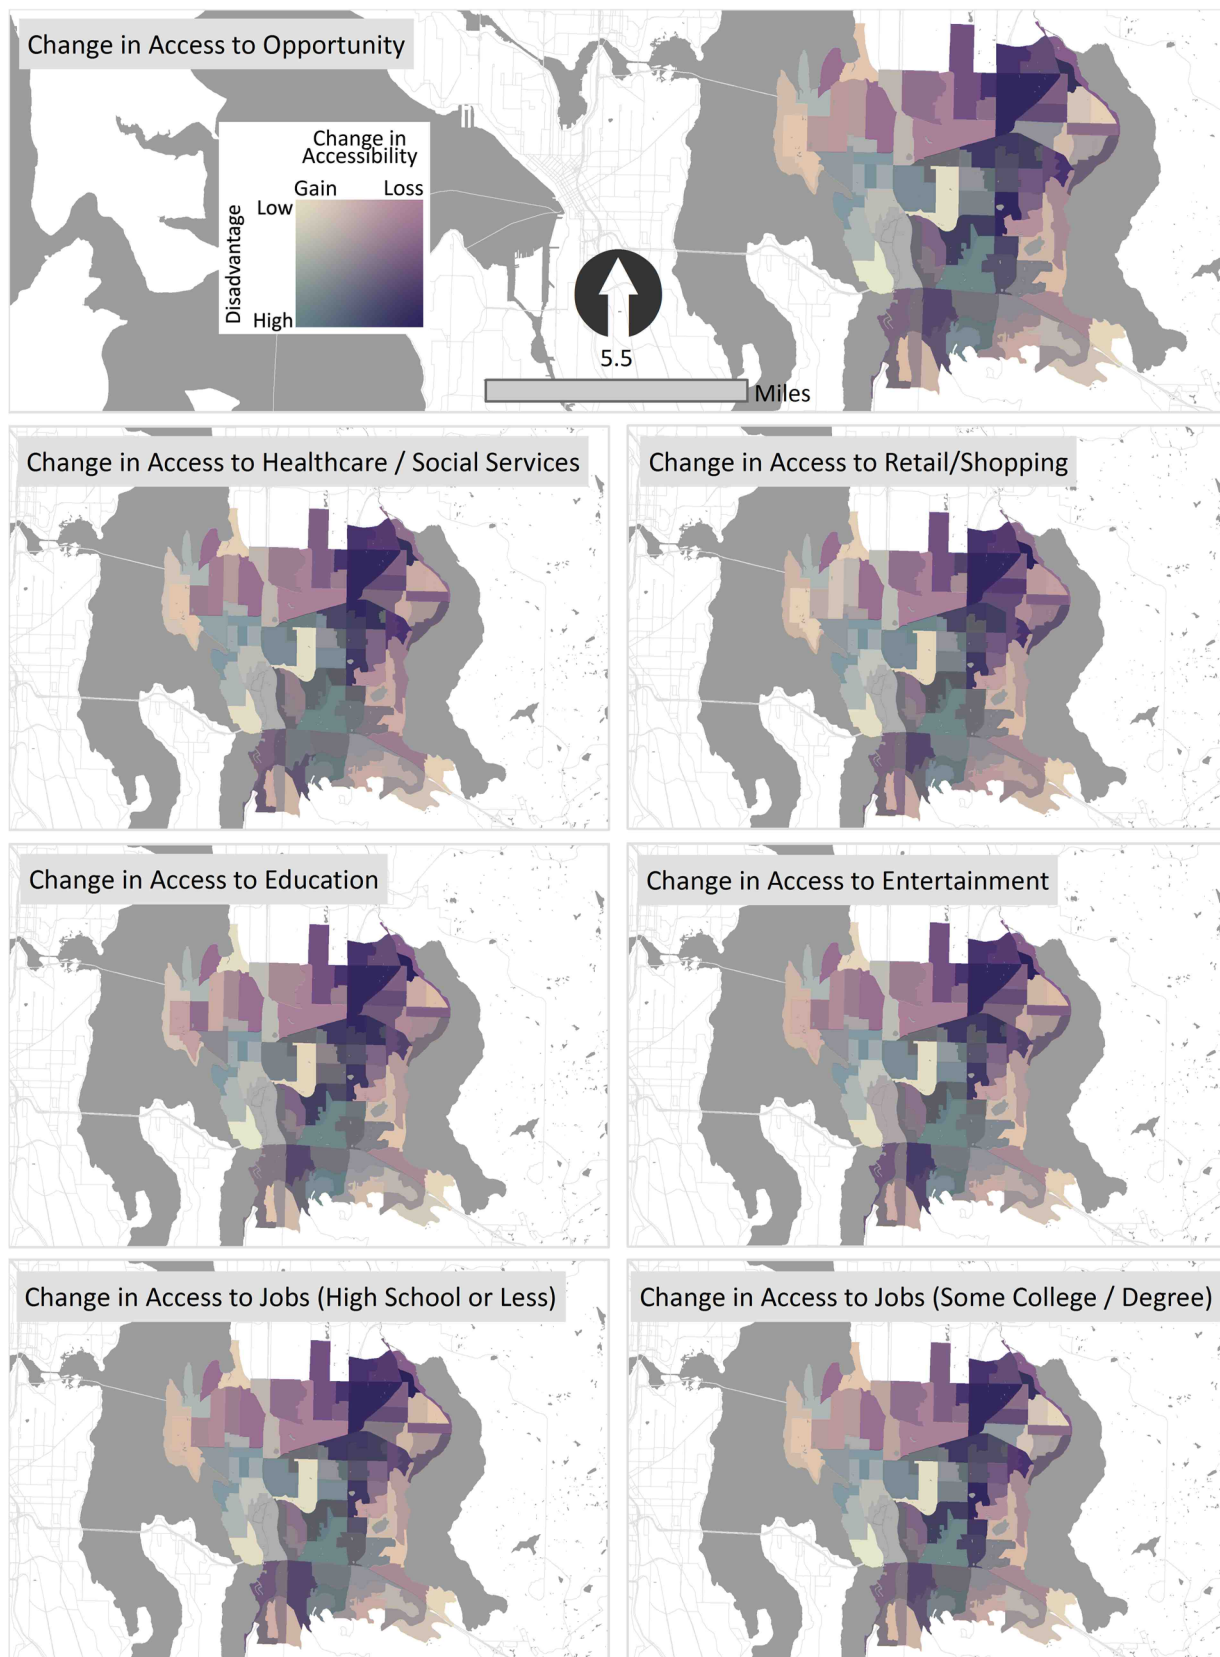 Change in Access to Opportunity
Change in
Accessibility
Gain Loss
Low
Disadvantage
High
5.5
Miles
Change in Access to Healthcare / Social Services
Change in Access to Retail/Shopping
Change in Access to Education
Change in Access to Entertainment
Change in Access to Jobs (High School or Less)
Change in Access to Jobs (Some College / Degree)